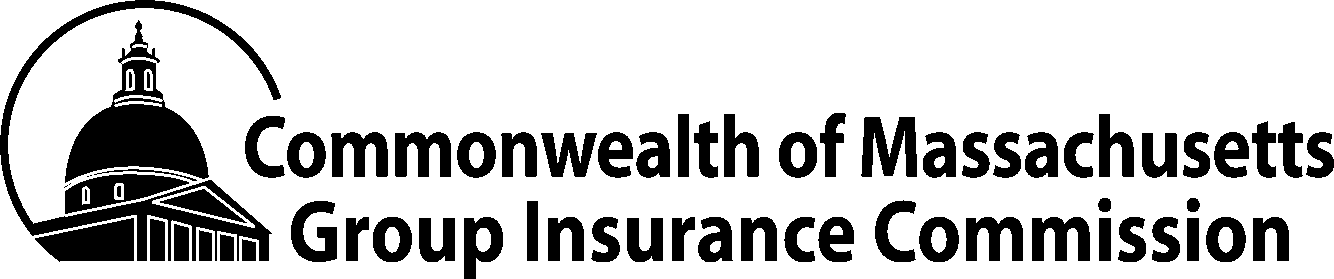 Commonwealth of Massachusetts
Group Insurance Commission